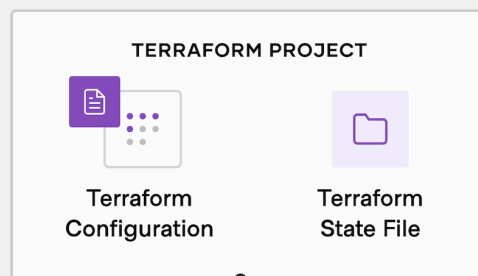 TERRAFORM PROJECT
Terraform
Configuration
Terraform
State File